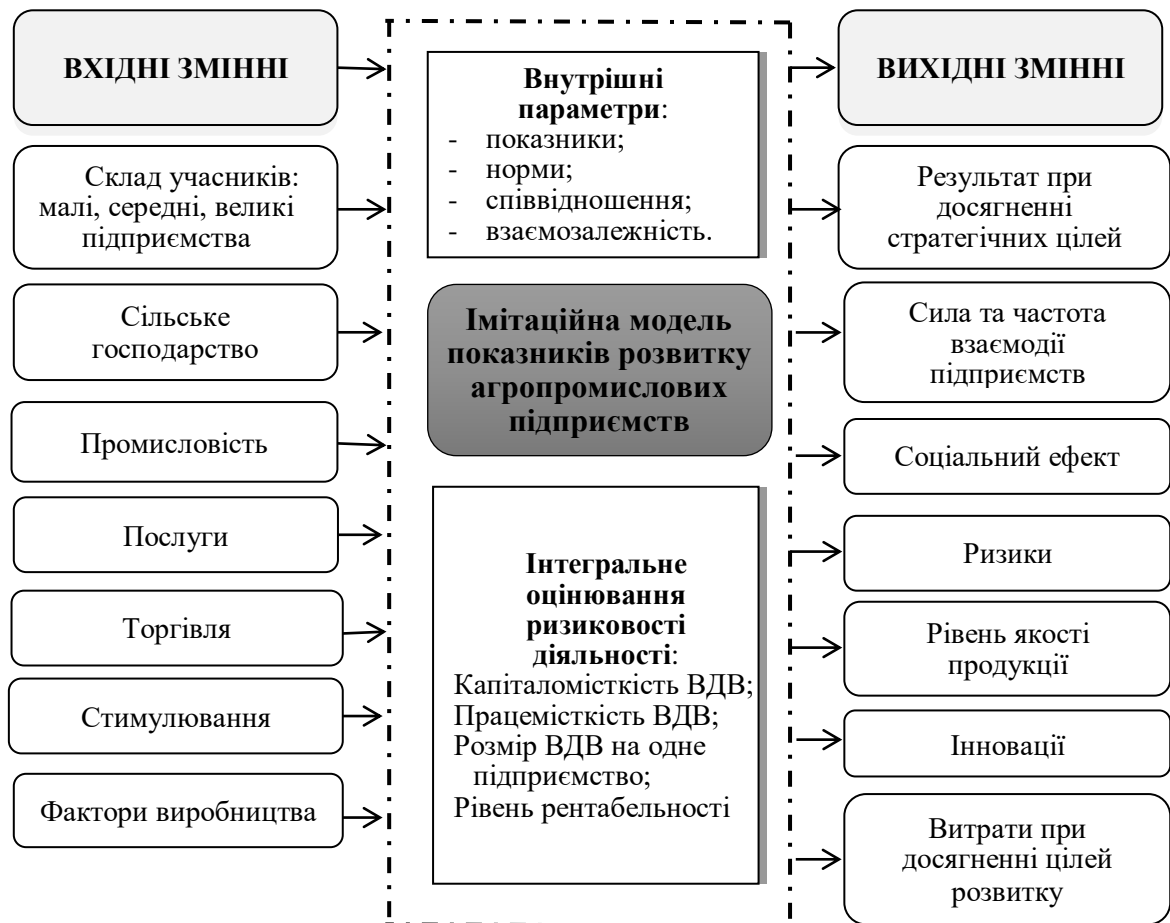 ВХІДНІ ЗМІННІ
Склад учасників:
малі, середні, великі
підприємства
Сільське
господарство
Промисловість
Послуги
Торгівля
Стимулювання
Фактори виробництва
Внутрішні
параметри:
- показники;
- норми;
- співвідношення;
- взаємозалежність.
Імітаційна модель
показників розвитку
агропромислових
підприємств
Інтегральне
оцінювання
ризиковості
діяльності:
Капіталомісткість ВДВ;
Працемісткість ВДВ;
Розмір ВДВ на одне
підприємство;
Рівень рентабельності
ВИХІДНІ ЗМІННІ
Результат при
досягненні
стратегічних цілей
Сила та частота
взаємодії
підприємств
Соціальний ефект
Ризики
Рівень якості
продукції
Інновації
Витрати при
досягненні цілей
розвитку